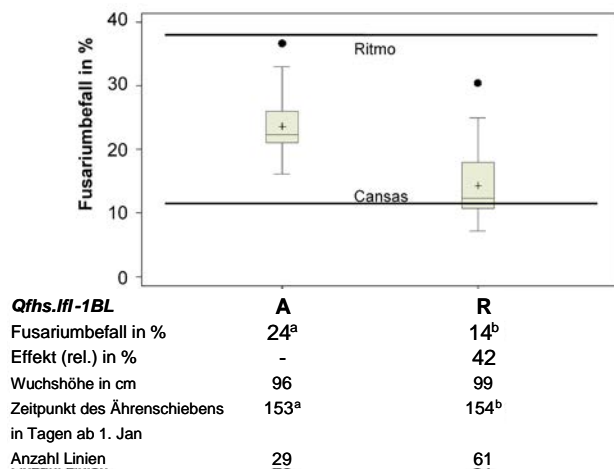 40
Ritmo
30
20
Cansas
10
0
Fusariumbefall in %
Qfhs.lfl-1BL A R
Fusariumbefall in % 24ᵃ 14ᵇ
Effekt (rel.) in % - 42
Wuchshöhe in cm 96 99
Zeitpunkt des Ährenschiebens 153ᵃ 154ᵇ
in Tagen ab 1. Jan
Anzahl Linien 29 61